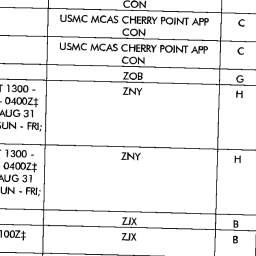 CON
USMC MCAS CHERRY POINT APP C
CON
USMC MCAS CHERRY POINT APP C
CON
ZOB G
1300 - ZNY H
0400Z‡
AUG 31
SUN - FRI;
1300 - ZNY H
0400Z‡
AUG 31
SUN - FRI;
ZJX B
100Z‡ ZJX B